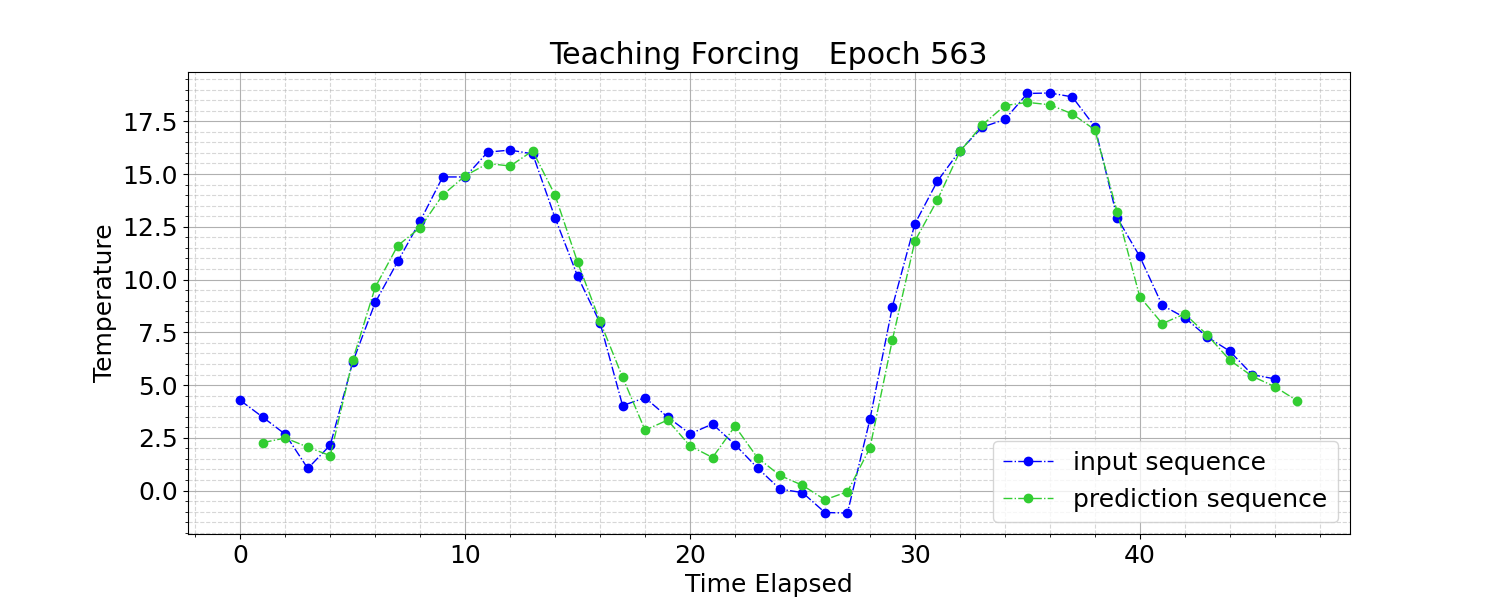 Teaching Forcing   Epoch 563
Temperature
17.5
15.0
12.5
10.0
7.5
5.0
2.5
0.0
input sequence
prediction sequence
0 10 20 30 40
Time Elapsed